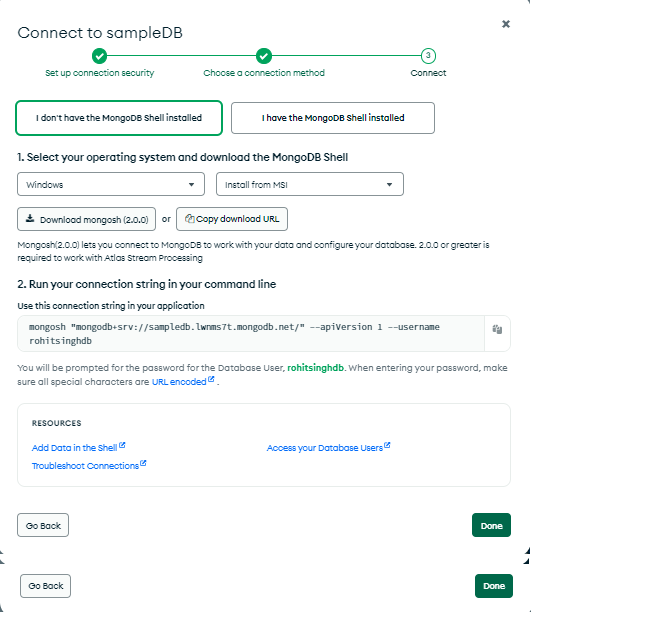 Connect to sampleDB
3
Set up connection security
Choose a connection method
Connect
I don't have the MongoDB Shell installed
I have the MongoDB Shell installed
1. Select your operating system and download the MongoDB Shell
Windows
Install from MSI
Download mongosh (2.0.0)
or
Copy download URL
Mongosh(2.0.0) lets you connect to MongoDB to work with your data and configure your database. 2.0.0 or greater is
required to work with Atlas Stream Processing
2. Run your connection string in your command line
Use this connection string in your application
mongosh "mongodb+srv://sampledb.lwnms7t.mongodb.net/" --apiVersion 1 --username
rohitsinghdb
You will be prompted for the password for the Database User, rohitsinghdb. When entering your password, make
sure all special characters are URL encoded .
RESOURCES
Add Data in the Shell
Access your Database Users
Troubleshoot Connections
Go Back
Done
Go Back
Done